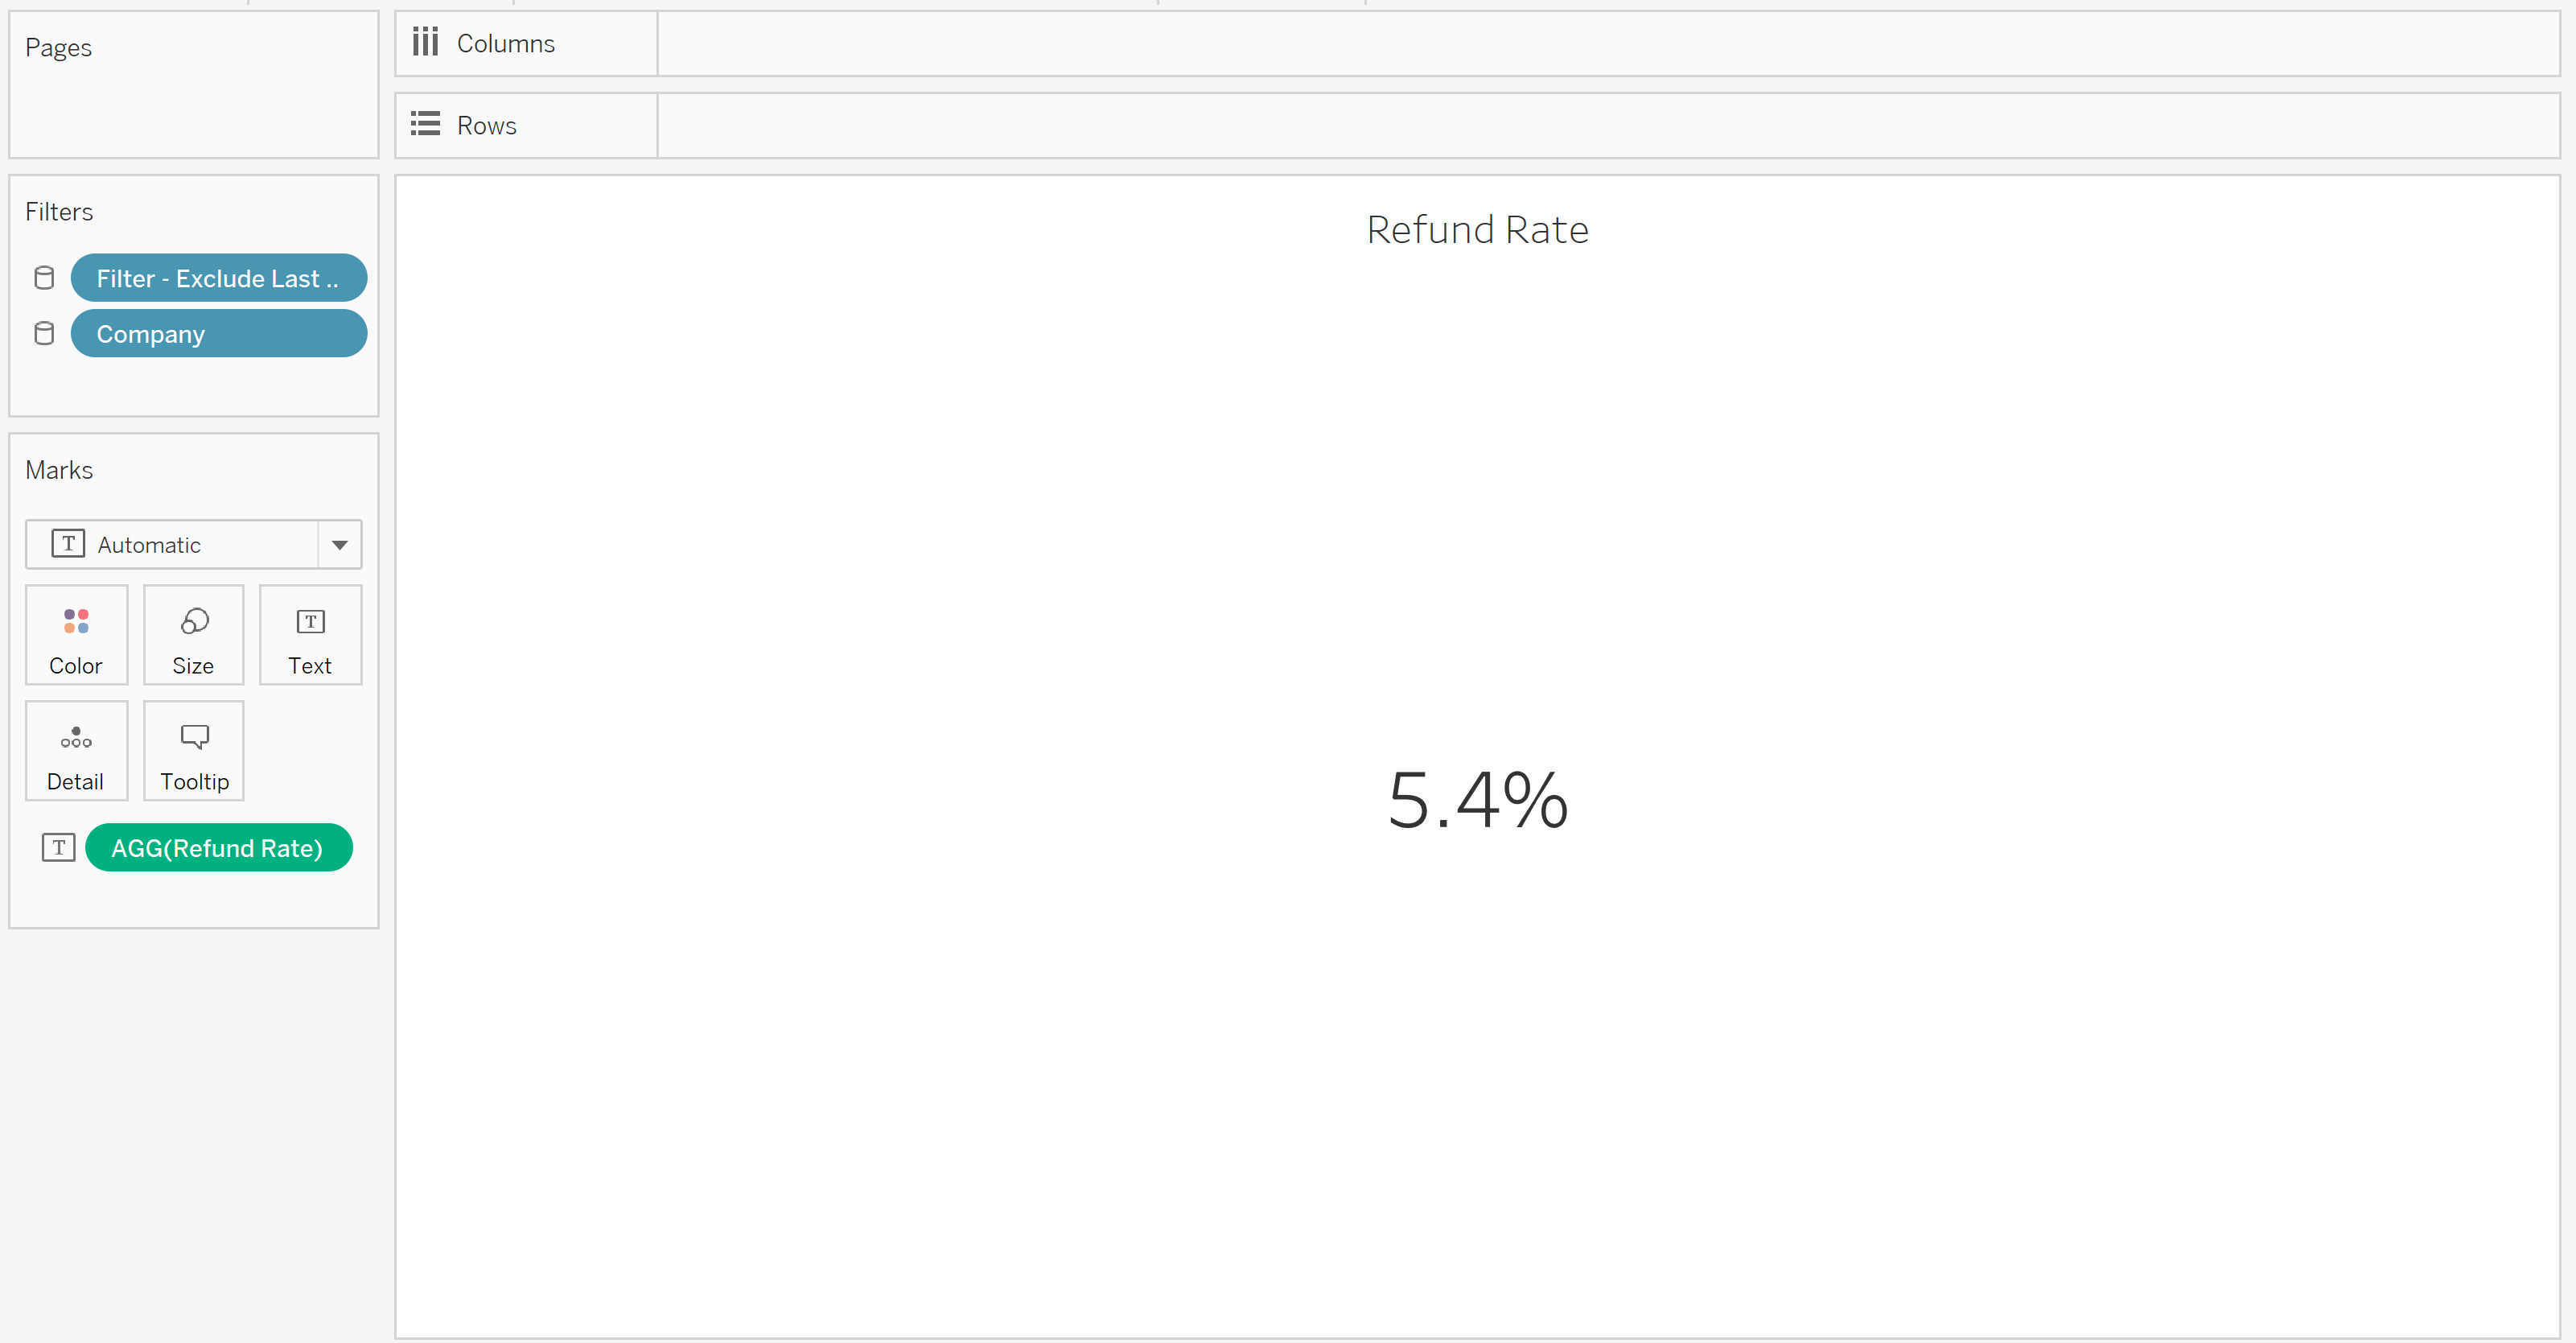 Pages
Columns
Rows
Filters
Filter - Exclude Last ..
Company
Marks
T Automatic
Color Size T Text
Detail Tooltip
T AGG(Refund Rate)
Refund Rate
5.4%